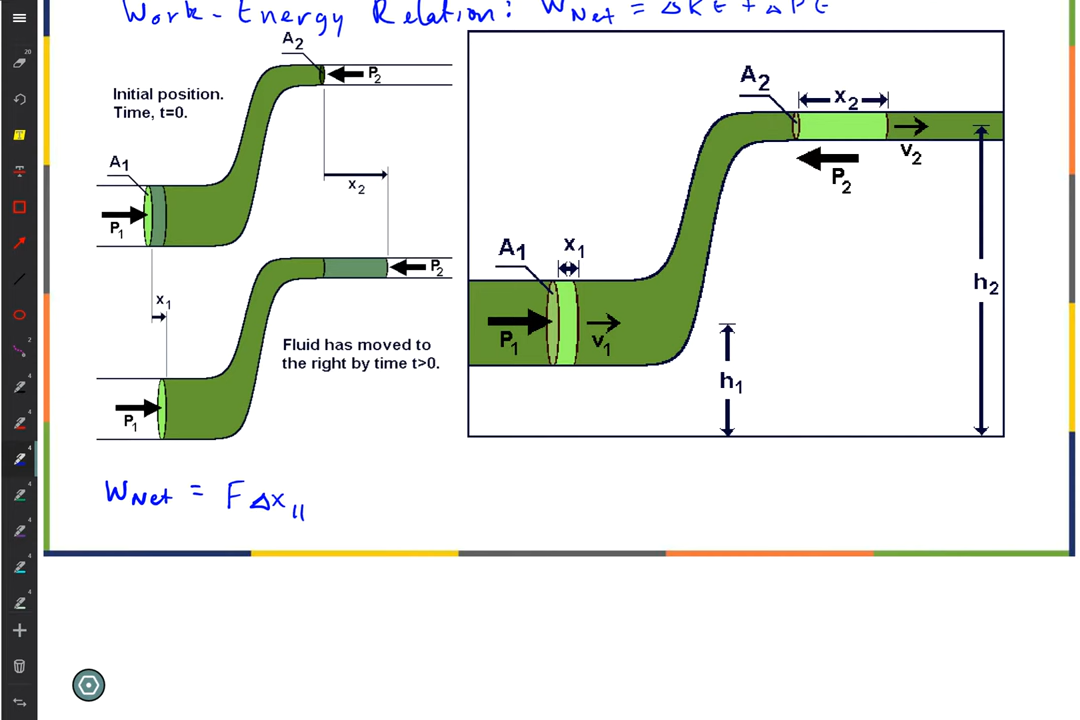 Work-Energy Relation: WNet = ΔKE + ΔPE
A2
P2
Initial position.
Time, t=0.
A1
P1
x2
P2
x1
Fluid has moved to
the right by time t>0.
P1
A2
x2
v2
P2
A1
x1
P1
v1
h1
h2
WNet = FΔx||